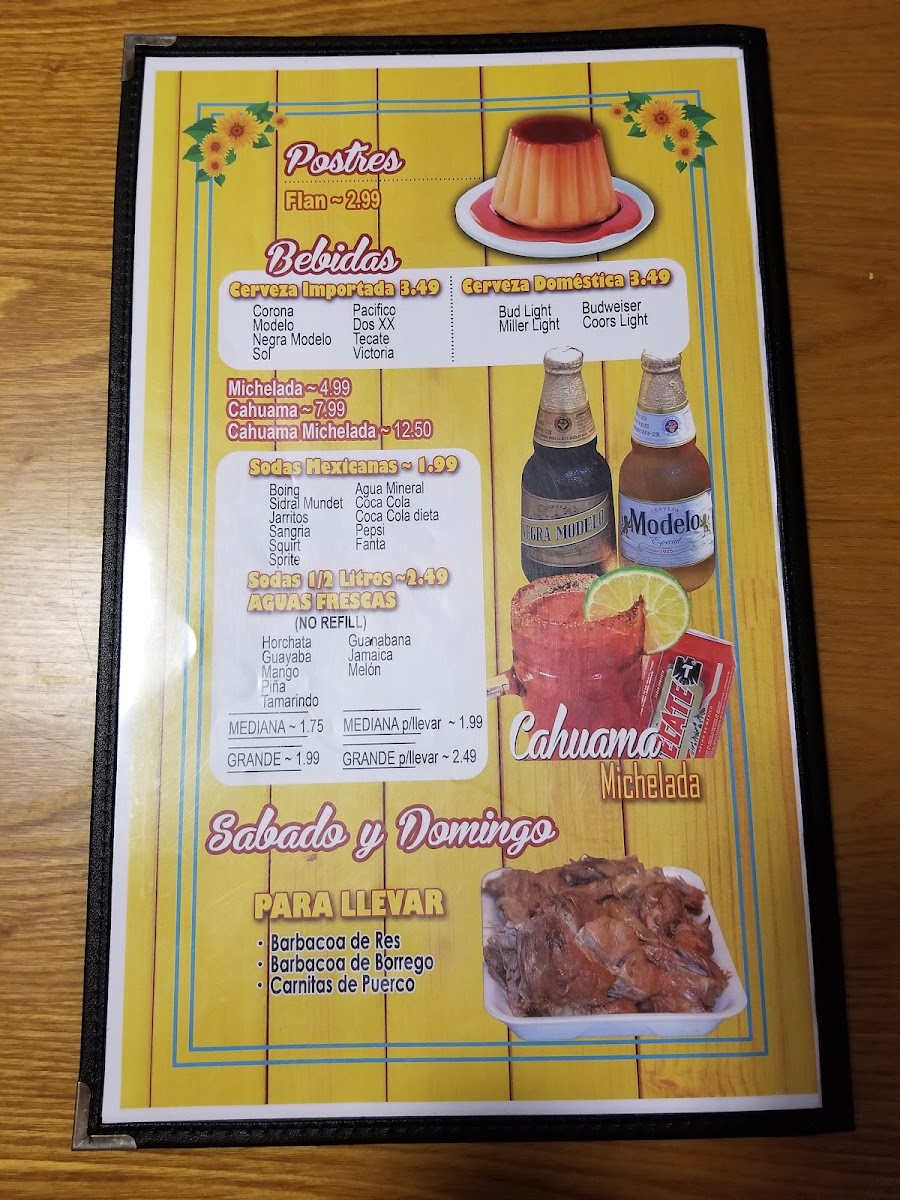 Postres
Flan ~ 2.99
Bebidas
Cerveza Importada 3.49
Corona
Modelo
Negra Modelo
Sol
Pacifico
Dos XX
Tecate
Victoria
Cerveza Doméstica 3.49
Bud Light
Miller Light
Budweiser
Coors Light
Michelada ~ 4.99
Cahuama ~ 7.99
Cahuama Michelada ~ 12.50
Sodas Mexicanas ~ 1.99
Boing
Sidral Mundet
Jarritos
Sangria
Squirt
Sprite
Agua Mineral
Coca Cola
Coca Cola dieta
Pepsi
Fanta
Sodas 1/2 Litros ~2.49
AGUAS FRESCAS
(NO REFILL)
Horchata
Guayaba
Mango
Piña
Tamarindo
Guanabana
Jamaica
Melón
MEDIANA ~ 1.75
MEDIANA p/llevar ~ 1.99
GRANDE ~ 1.99
GRANDE p/llevar ~ 2.49
NEGRA MODELO
CERVEZA
Modelo
Especial
T
TECATE
Cahuama
Michelada
Sabado y Domingo
PARA LLEVAR
· Barbacoa de Res
· Barbacoa de Borrego
· Carnitas de Puerco